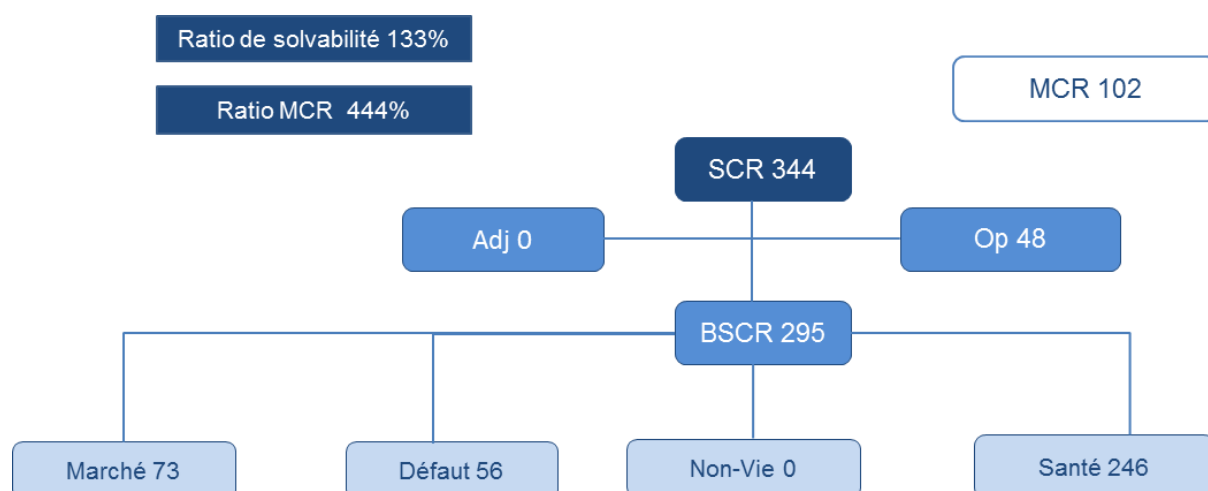 Ratio de solvabilité 133%
Ratio MCR 444%
MCR 102
SCR 344
Adj 0
Op 48
BSCR 295
Marché 73
Défaut 56
Non-Vie 0
Santé 246